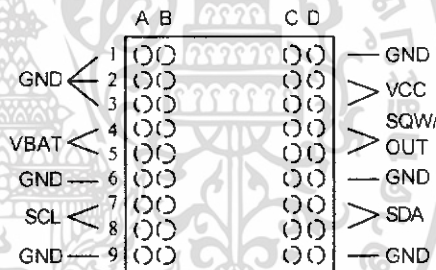 A B C D
1 GND
GND 2
3 VCC
4 SQW/
VBAT 5 OUT
GND 6 GND
SCL 7 SDA
8
GND 9 GND